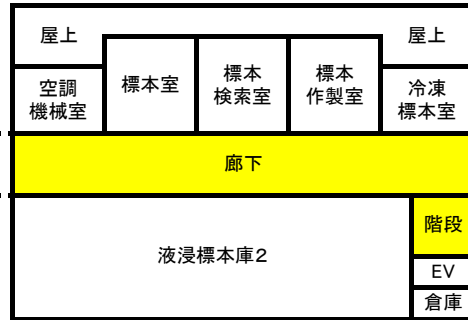 屋上
屋上
標本室
標本
検索室
標本
作製室
空調
機械室
冷凍
標本室
廊下
液浸標本庫2
階段
EV
倉庫